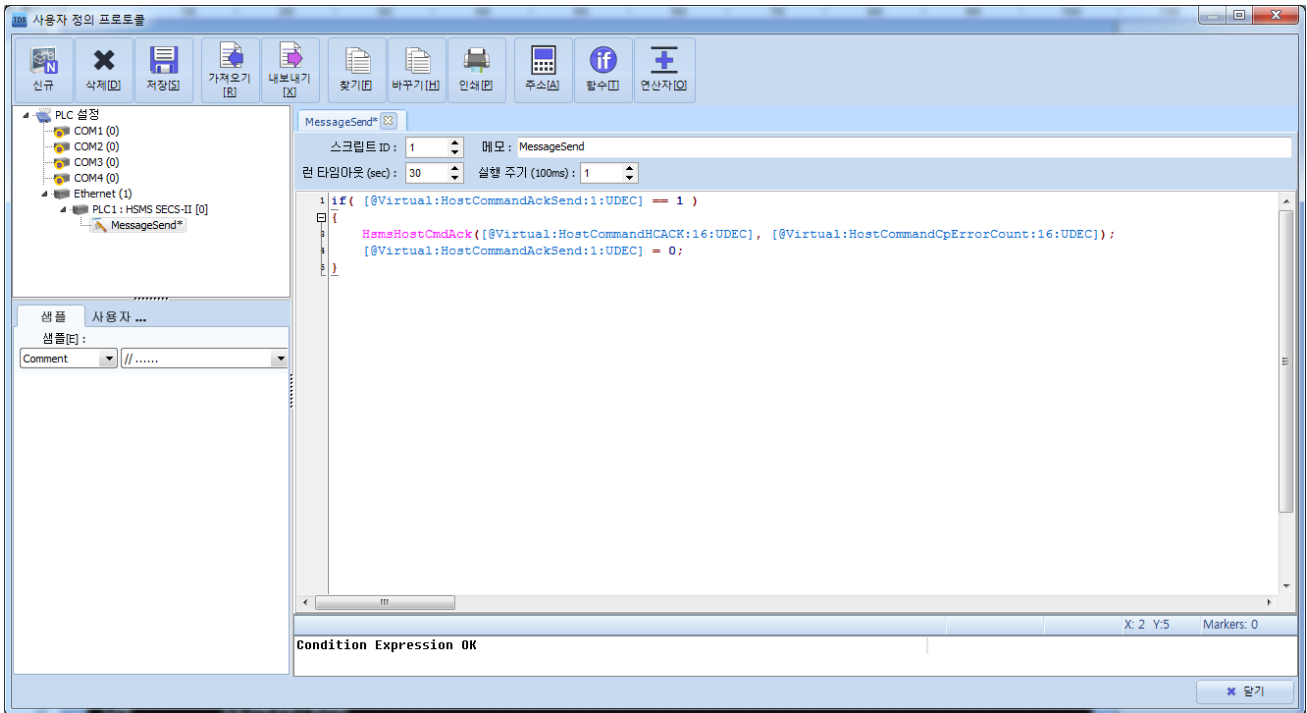 TDS 사용자 정의 프로토콜
신규
삭제[D]
저장[S]
가져오기[R]
내보내기[X]
찾기[F]
바꾸기[H]
인쇄[P]
주소[A]
if
함수[T]
연산자[O]
PLC 설정
COM1 (0)
COM2 (0)
COM3 (0)
COM4 (0)
Ethernet (1)
PLC1 : HSMS SECS-II [0]
MessageSend*
샘플
사용자 ...
샘플[E] :
Comment
// ......
MessageSend*
스크립트 ID : 1 메모 : MessageSend
런 타임아웃 (sec) : 30 실행 주기 (100ms) : 1
1 if( [@Virtual:HostCommandAckSend:1:UDEC] == 1 )
{
HsmsHostCmdAck([@Virtual:HostCommandHCACK:16:UDEC], [@Virtual:HostCommandCpErrorCount:16:UDEC]);
[@Virtual:HostCommandAckSend:1:UDEC] = 0;
}
X: 2 Y:5 Markers: 0
Condition Expression OK
닫기